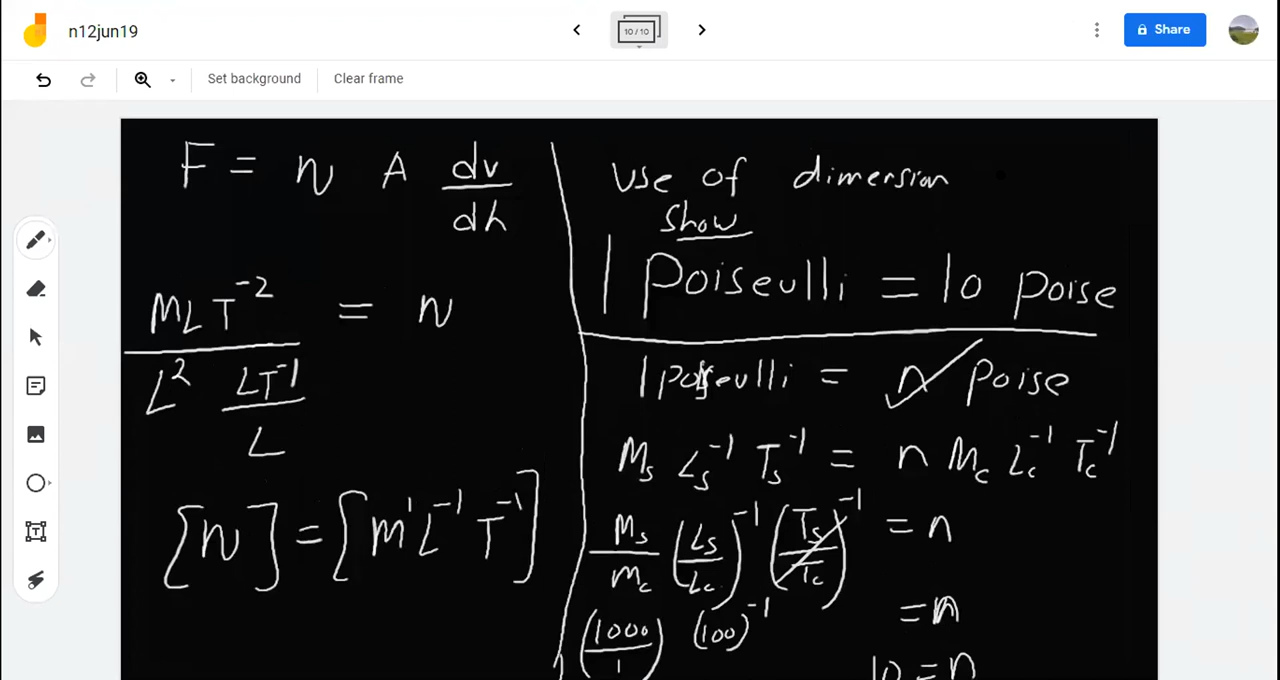 n12jun19
10 / 10
Share
Set background
Clear frame
F = η A dv/dh
MLT⁻² / L² LT⁻¹/L = η
[η] = [M¹L⁻¹T⁻¹]
use of dimension
show
1 Poiseulli = 10 poise
1 poiseulli = n poise
Ms Ls⁻¹ Ts⁻¹ = n Mc Lc⁻¹ Tc⁻¹
Ms/Mc (Ls/Lc)⁻¹ (Ts/Tc)⁻¹ = n
(1000/1) (100)⁻¹ = n
10 = n